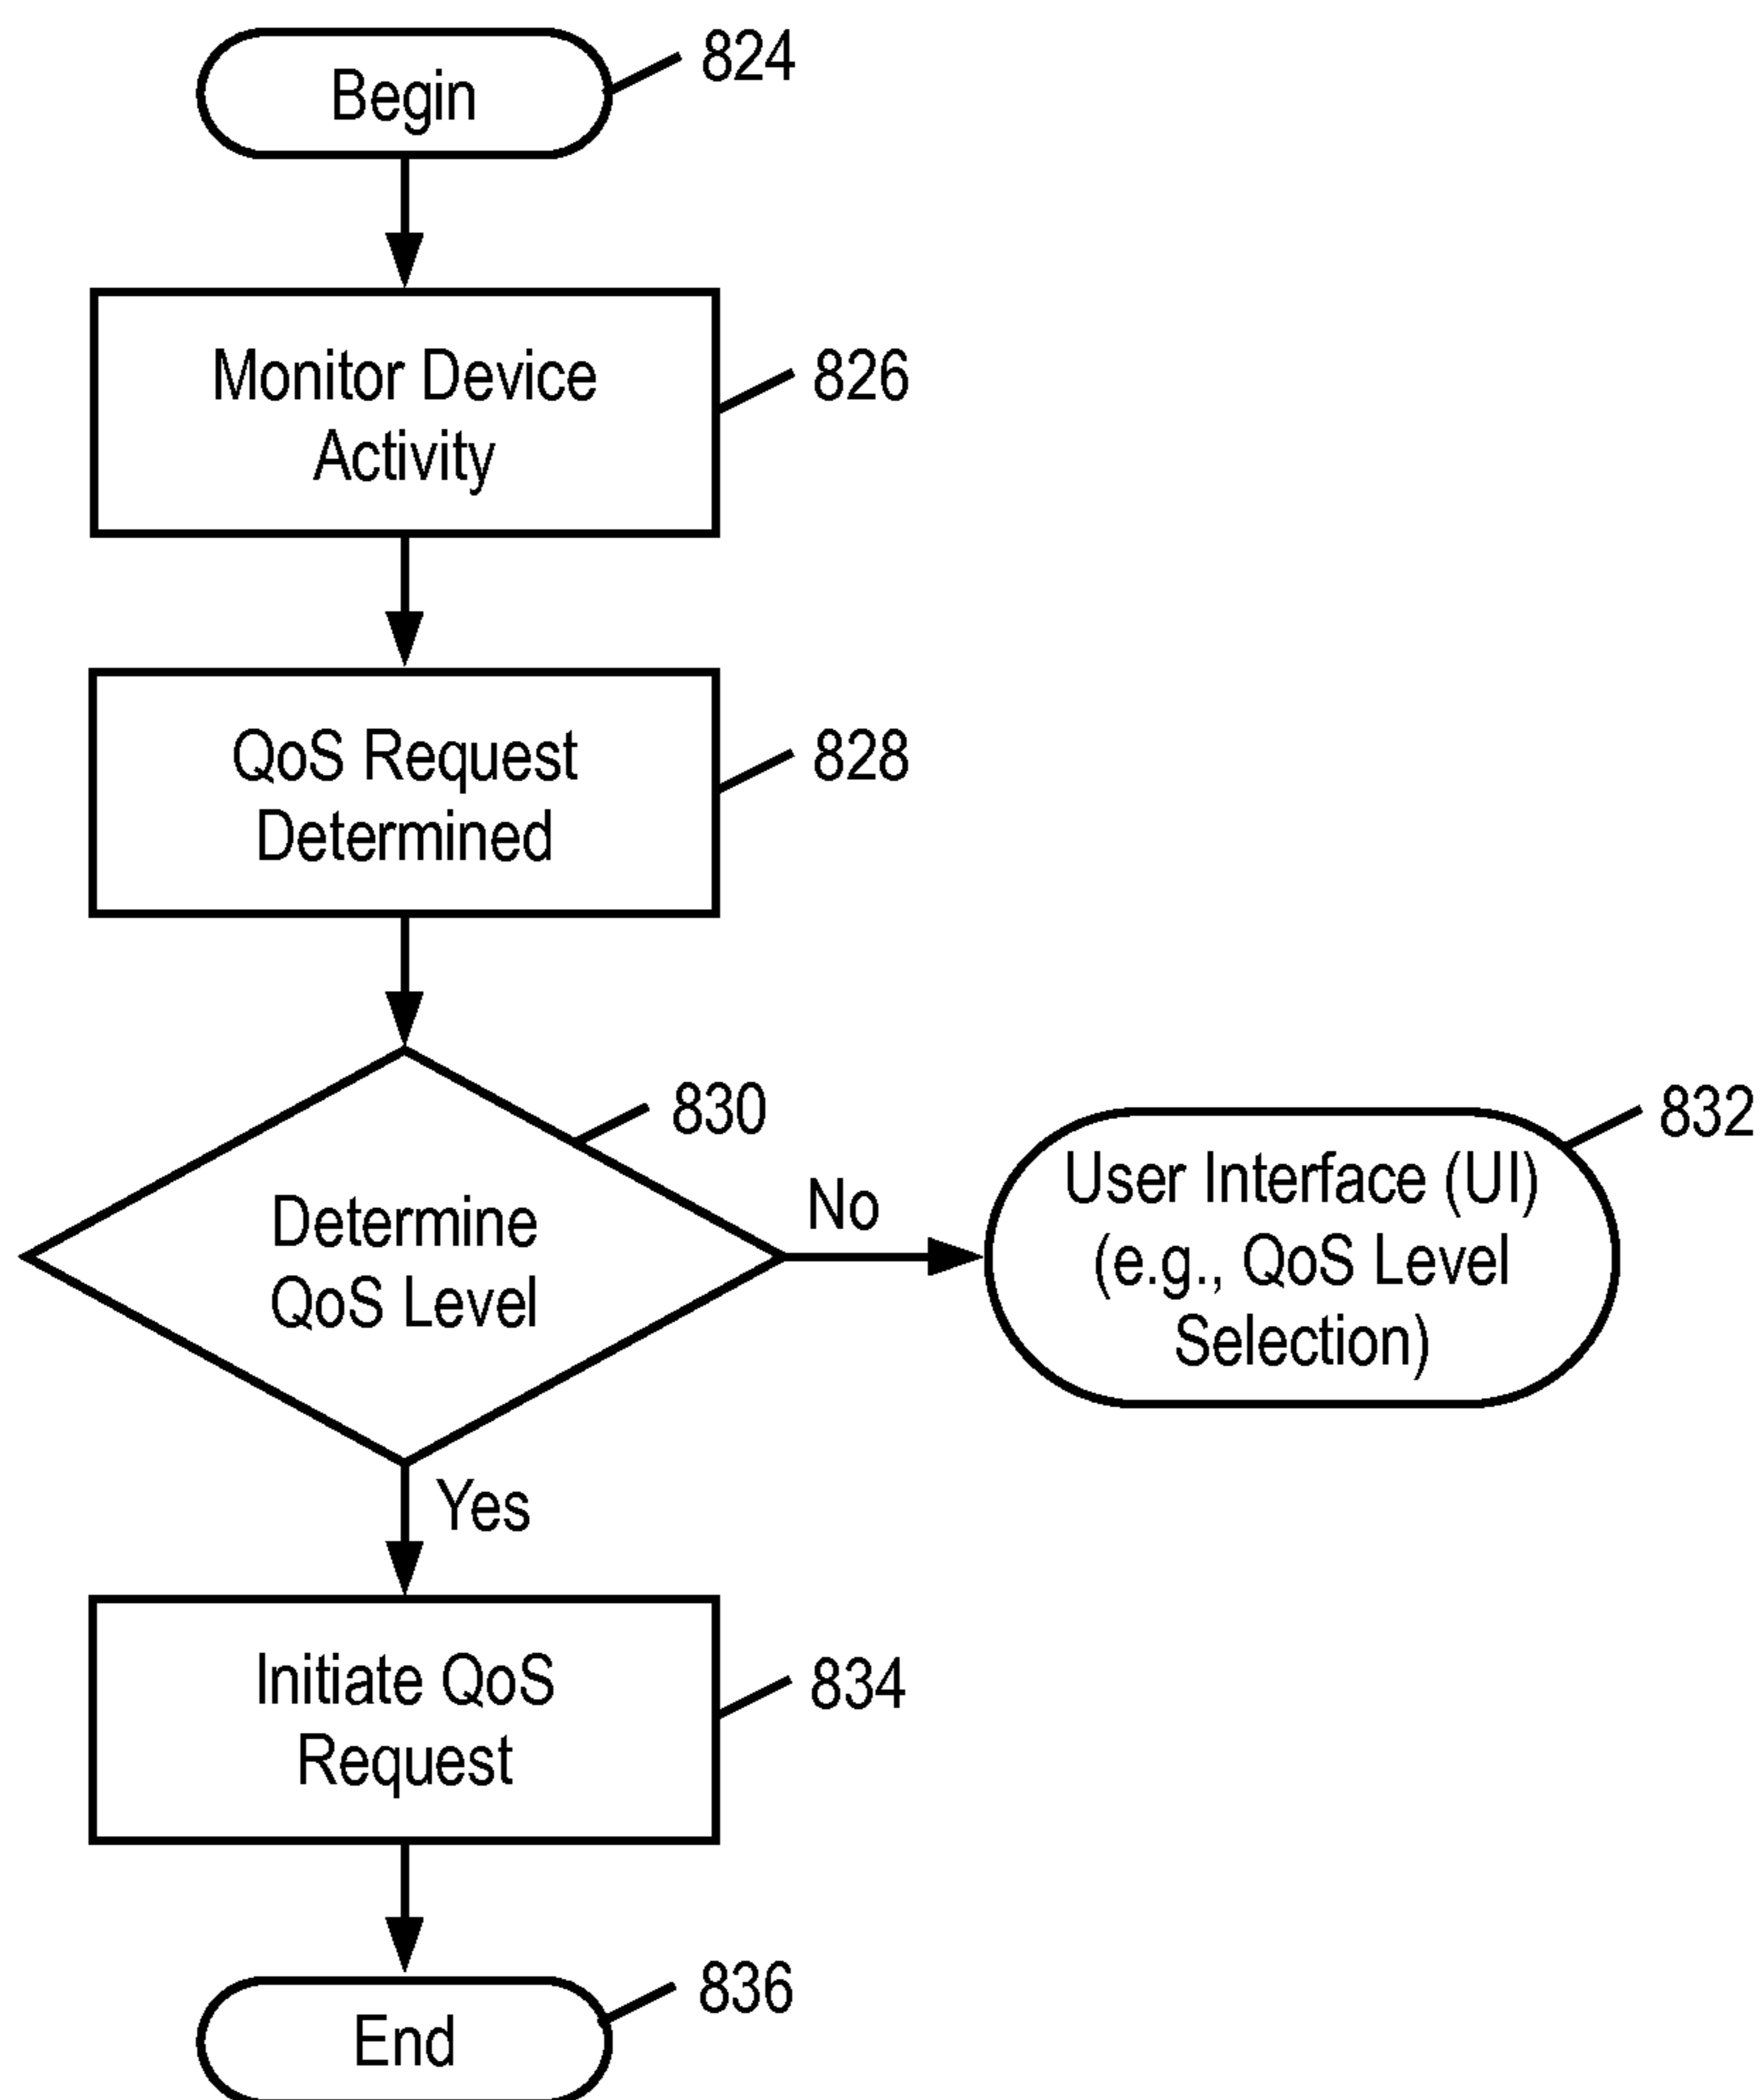 Begin
824
Monitor Device
Activity
826
QoS Request
Determined
828
Determine
QoS Level
830
No
User Interface (UI)
(e.g., QoS Level
Selection)
832
Yes
Initiate QoS
Request
834
End
836